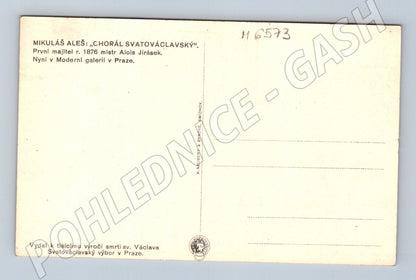 MIKULÁŠ ALEŠ: „CHORÁL SVATOVÁCLAVSKÝ".
První majitel r. 1876 mistr Alois Jirásek.
Nyní v Moderní galerii v Praze.
M 6573
Vydal k tisícímu výročí smrti sv. Václava
Svatováclavský výbor v Praze.
POHLEDNICE - GASH